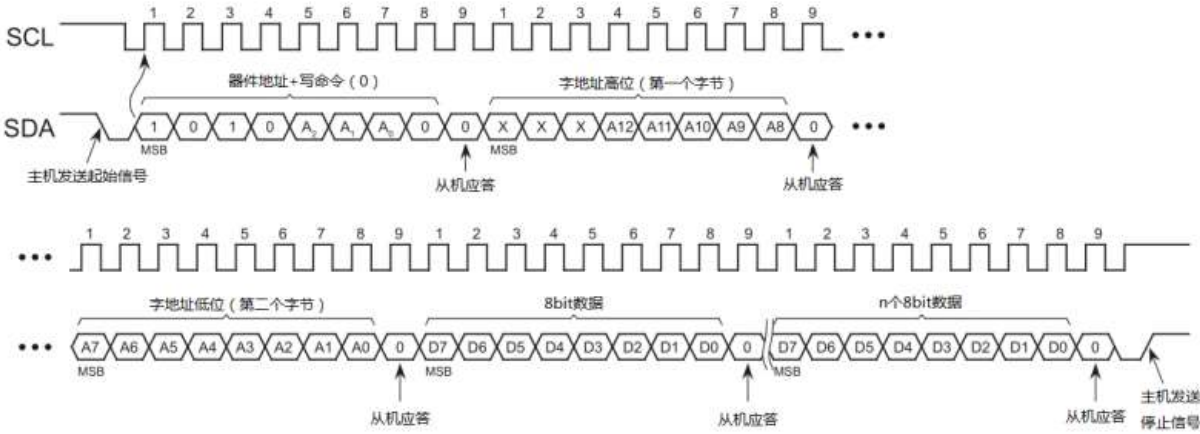 1 2 3 4 5 6 7 8 9 1 2 3 4 5 6 7 8 9
SCL
器件地址+写命令(0) 字地址高位(第一个字节)
SDA 1 0 1 0 A2 A1 A0 0 0 X X X A12 A11 A10 A9 A8 0
MSB MSB
主机发送起始信号 从机应答 从机应答
1 2 3 4 5 6 7 8 9 1 2 3 4 5 6 7 8 9 1 2 3 4 5 6 7 8 9
字地址低位(第二个字节) 8bit数据 n个8bit数据
A7 A6 A5 A4 A3 A2 A1 A0 0 D7 D6 D5 D4 D3 D2 D1 D0 0 D7 D6 D5 D4 D3 D2 D1 D0 0
MSB MSB MSB
从机应答 从机应答 从机应答 主机发送
停止信号